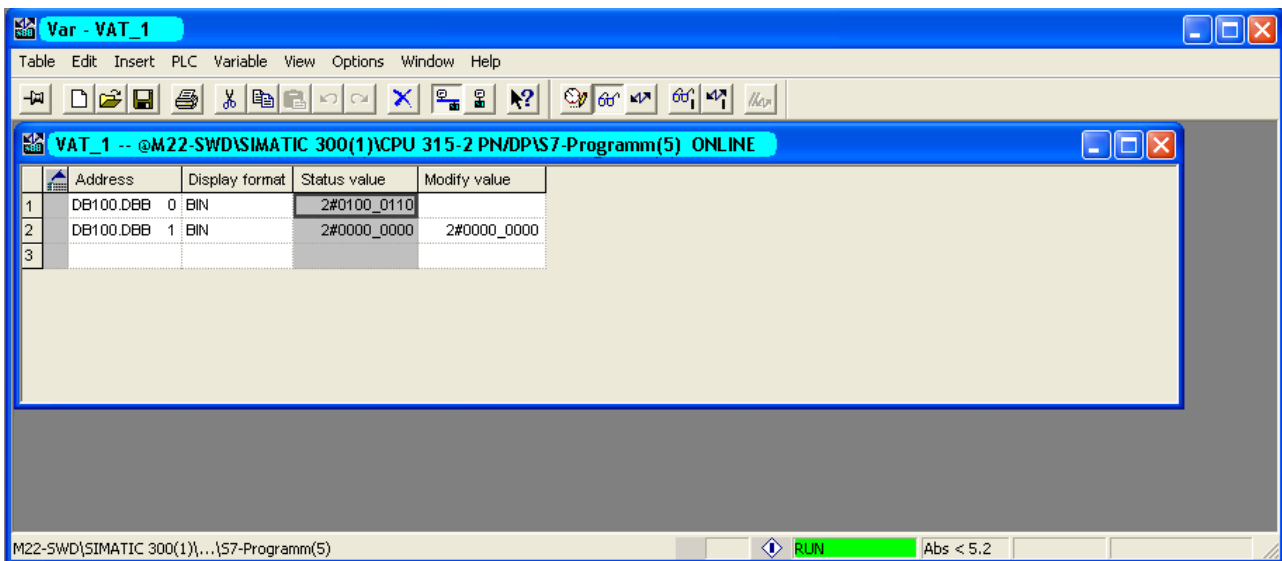 Var - VAT_1
Table Edit Insert PLC Variable View Options Window Help
VAT_1 -- @M22-SWD\SIMATIC 300(1)\CPU 315-2 PN/DP\S7-Programm(5) ONLINE
Address Display format Status value Modify value
1 DB100.DBB 0 BIN 2#0100_0110
2 DB100.DBB 1 BIN 2#0000_0000 2#0000_0000
3
M22-SWD\SIMATIC 300(1)\...\S7-Programm(5) RUN Abs < 5.2